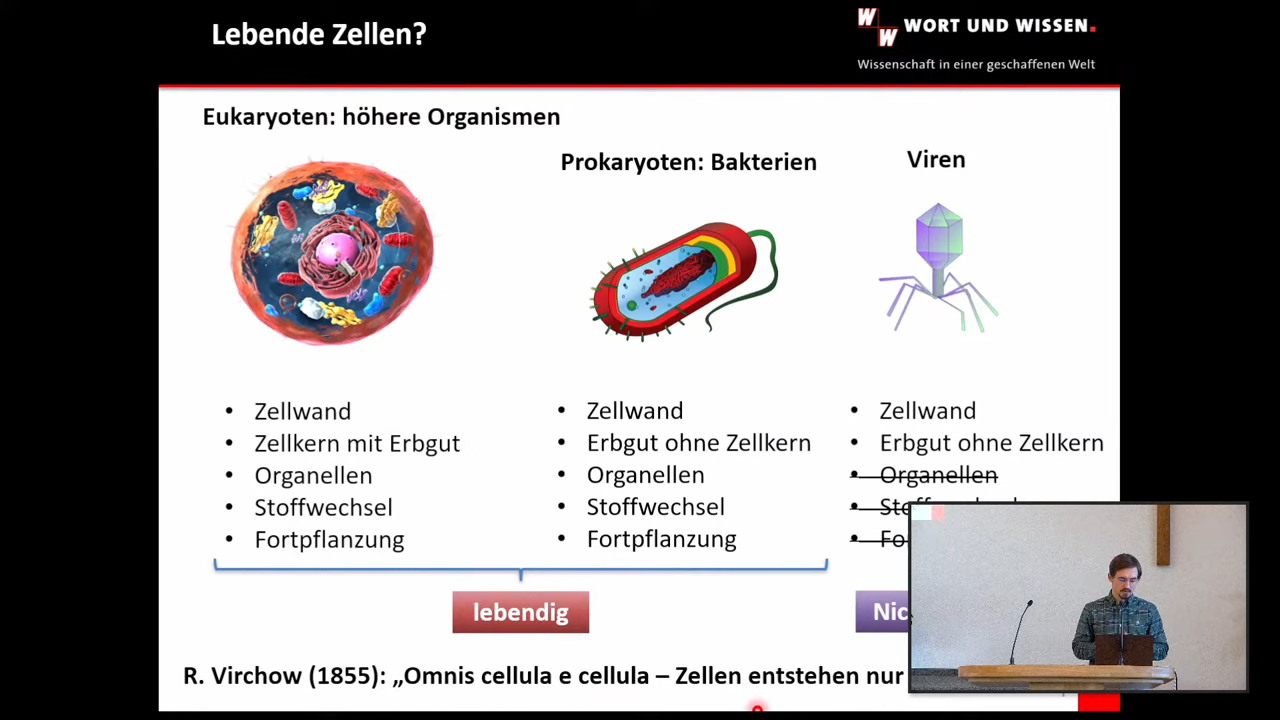 Lebende Zellen?
W W WORT UND WISSEN.
Wissenschaft in einer geschaffenen Welt
Eukaryoten: höhere Organismen
Prokaryoten: Bakterien
Viren
• Zellwand
• Zellkern mit Erbgut
• Organellen
• Stoffwechsel
• Fortpflanzung
• Zellwand
• Erbgut ohne Zellkern
• Organellen
• Stoffwechsel
• Fortpflanzung
• Zellwand
• Erbgut ohne Zellkern
• Organellen
• Fo
lebendig
Nic
R. Virchow (1855): „Omnis cellula e cellula – Zellen entstehen nur